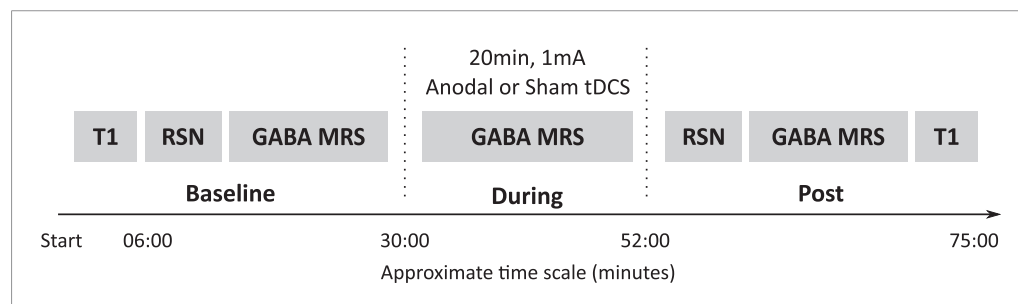 20min, 1mA
Anodal or Sham tDCS
T1 RSN GABA MRS GABA MRS RSN GABA MRS T1
Baseline During Post
Start 06:00 30:00 52:00 75:00
Approximate time scale (minutes)